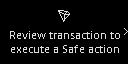 Review transaction to
execute a Safe action